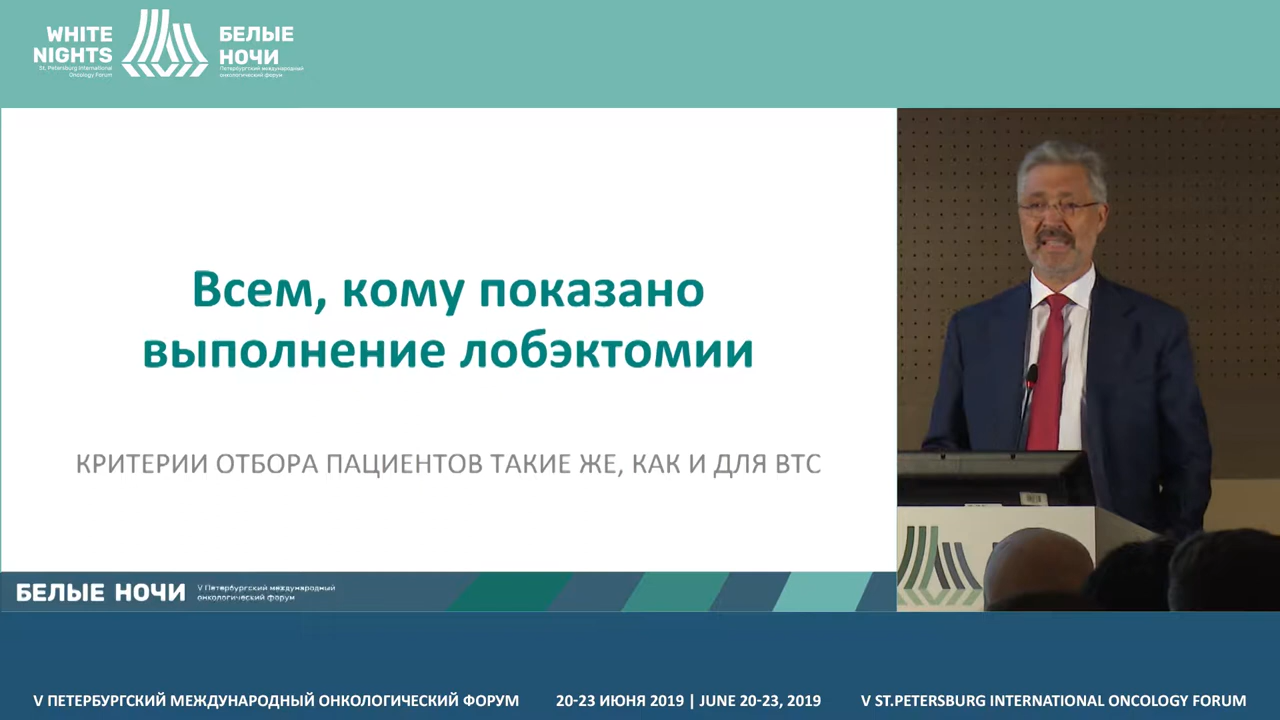 WHITE
NIGHTS
St. Petersburg International
Oncology Forum
БЕЛЫЕ
НОЧИ
Петербургский международный
онкологический форум
Всем, кому показано
выполнение лобэктомии
КРИТЕРИИ ОТБОРА ПАЦИЕНТОВ ТАКИЕ ЖЕ, КАК И ДЛЯ ВТС
БЕЛЫЕ НОЧИ
V Петербургский международный
онкологический форум
V ПЕТЕРБУРГСКИЙ МЕЖДУНАРОДНЫЙ ОНКОЛОГИЧЕСКИЙ ФОРУМ
20-23 ИЮНЯ 2019 | JUNE 20-23, 2019
V ST.PETERSBURG INTERNATIONAL ONCOLOGY FORUM